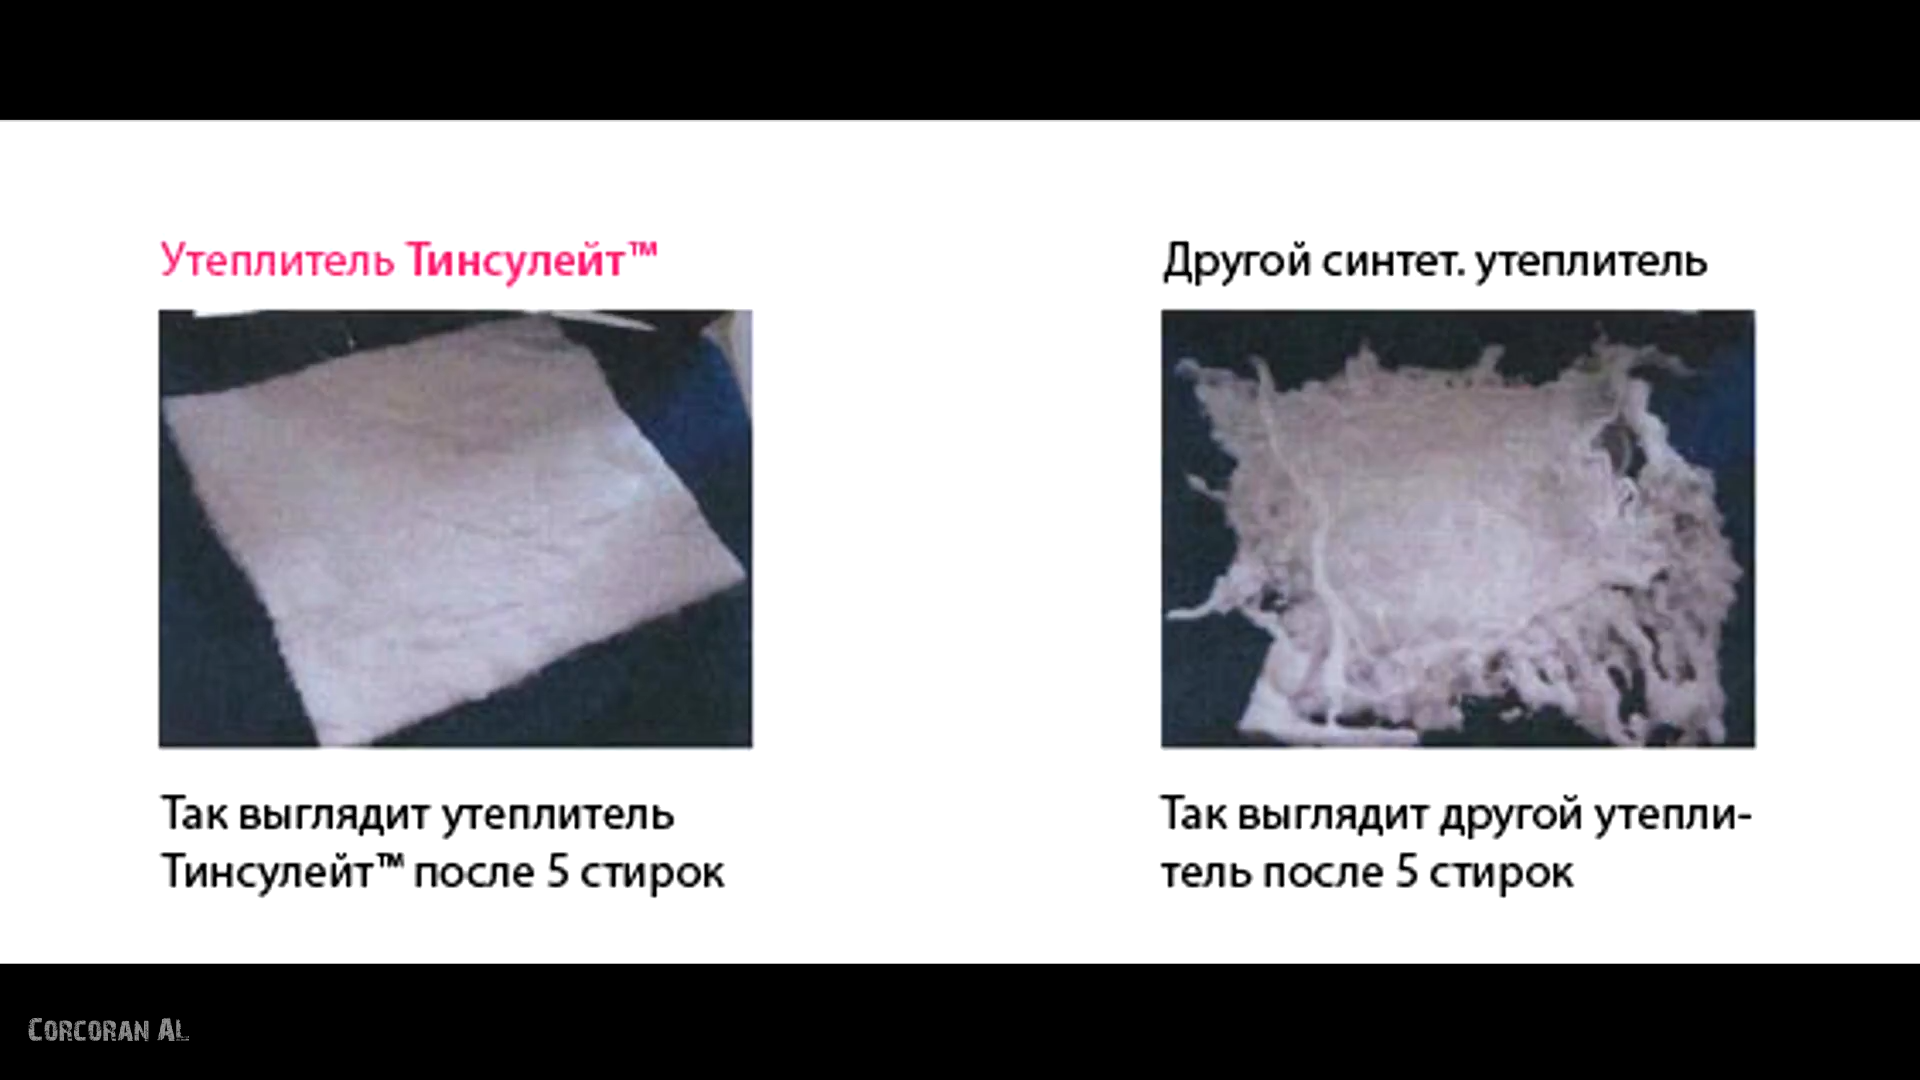 Утеплитель Тинсулейт™
Другой синтет. утеплитель
Так выглядит утеплитель
Тинсулейт™ после 5 стирок
Так выглядит другой утепли-
тель после 5 стирок
CORCORAN AL